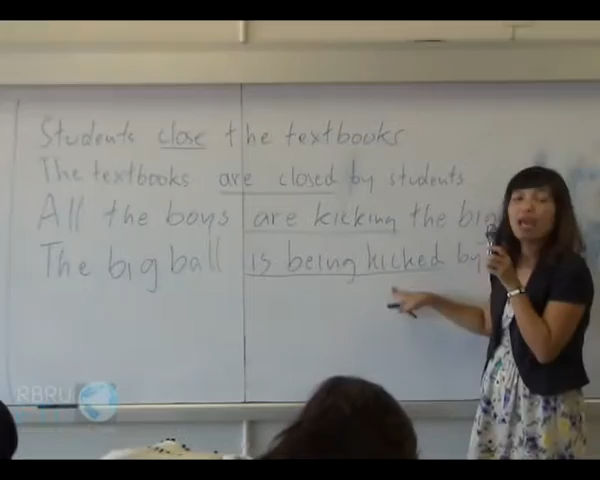 Students close the textbooks
The textbooks are closed by students
All the boys are kicking the big
The big ball is being kicked by
RBRU